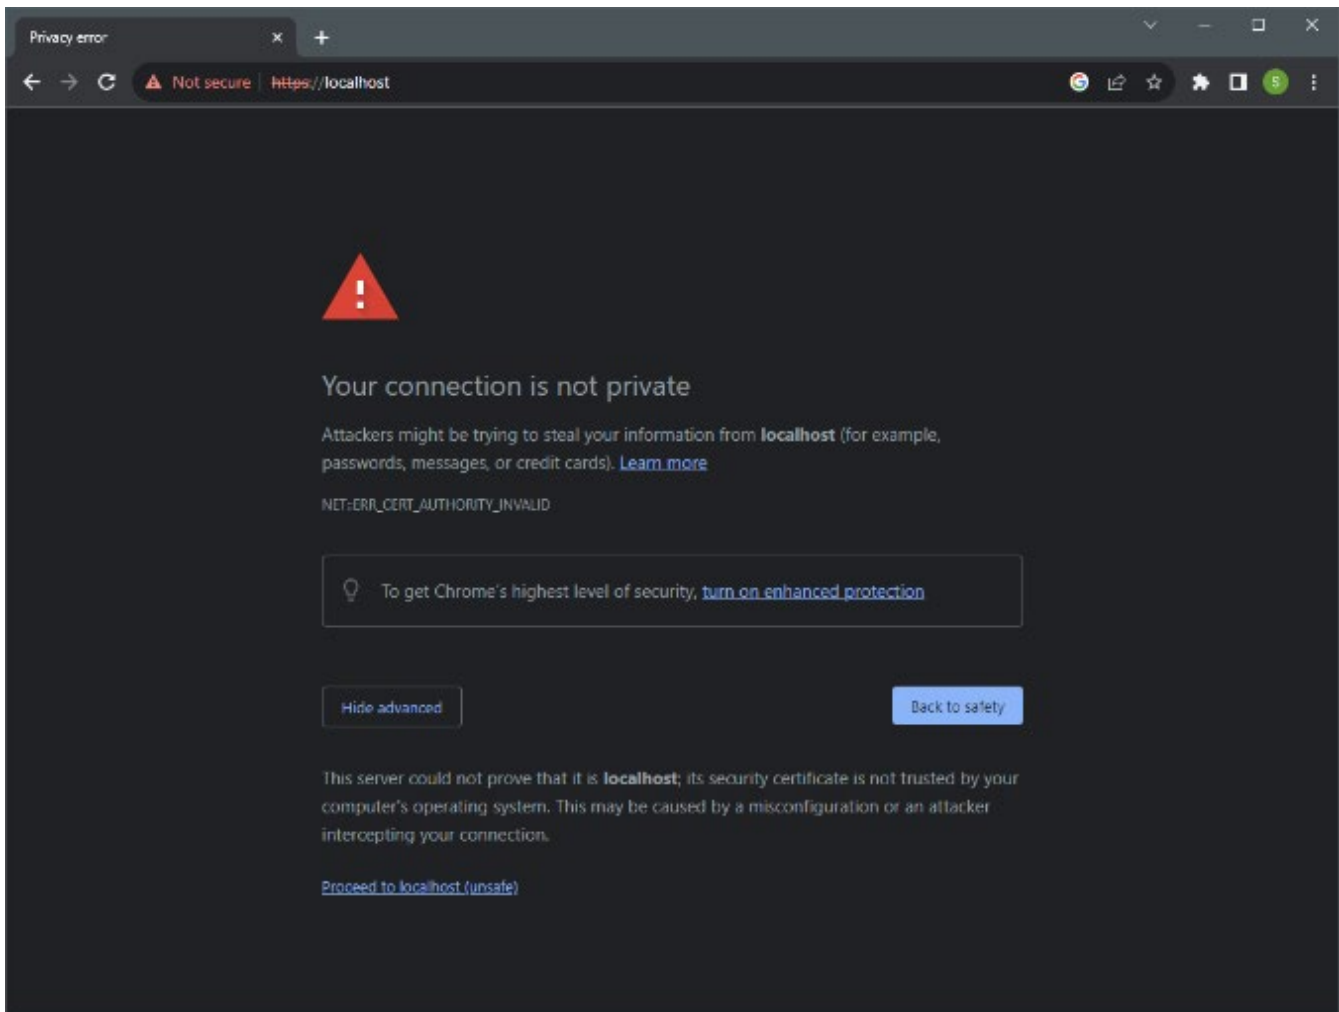 Privacy error
Not secure
https://localhost
S
Your connection is not private
Attackers might be trying to steal your information from localhost (for example,
passwords, messages, or credit cards). Learn more
NET::ERR_CERT_AUTHORITY_INVALID
To get Chrome's highest level of security, turn on enhanced protection
Hide advanced
Back to safety
This server could not prove that it is localhost; its security certificate is not trusted by your
computer's operating system. This may be caused by a misconfiguration or an attacker
intercepting your connection.
Proceed to localhost (unsafe)